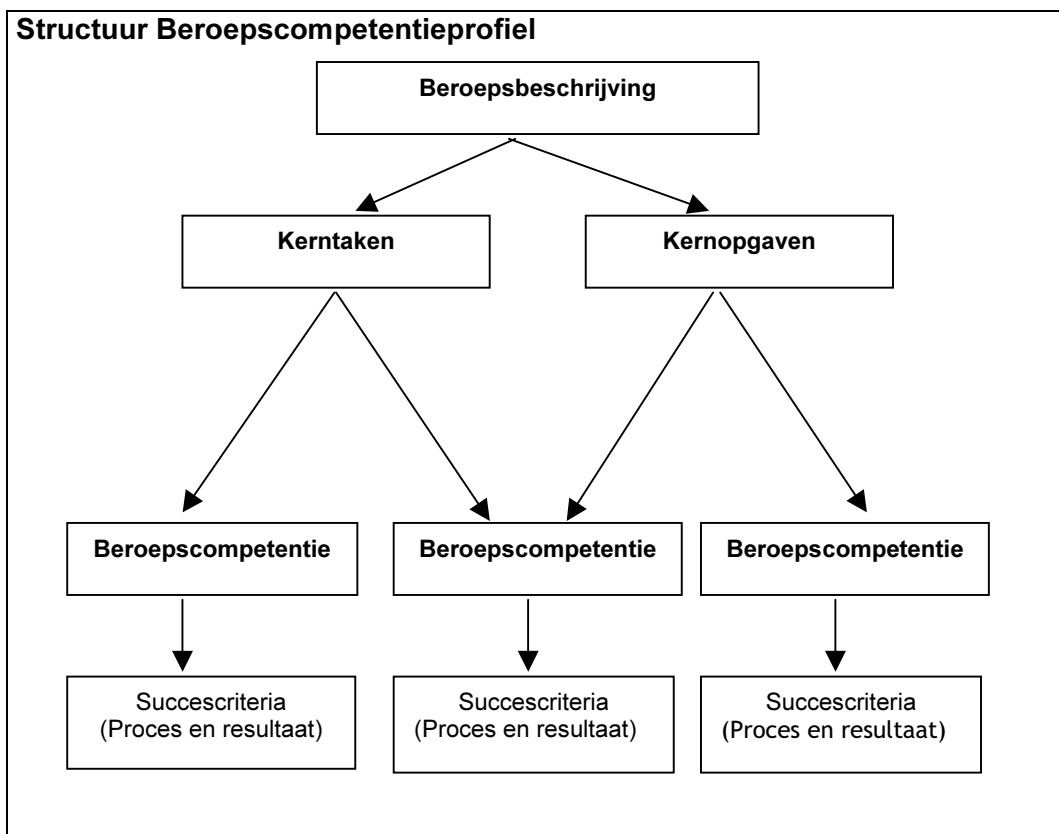 Structuur Beroepscompetentieprofiel
Beroepsbeschrijving
Kerntaken
Kernopgaven
Beroepscompetentie
Beroepscompetentie
Beroepscompetentie
Succescriteria
(Proces en resultaat)
Succescriteria
(Proces en resultaat)
Succescriteria
(Proces en resultaat)